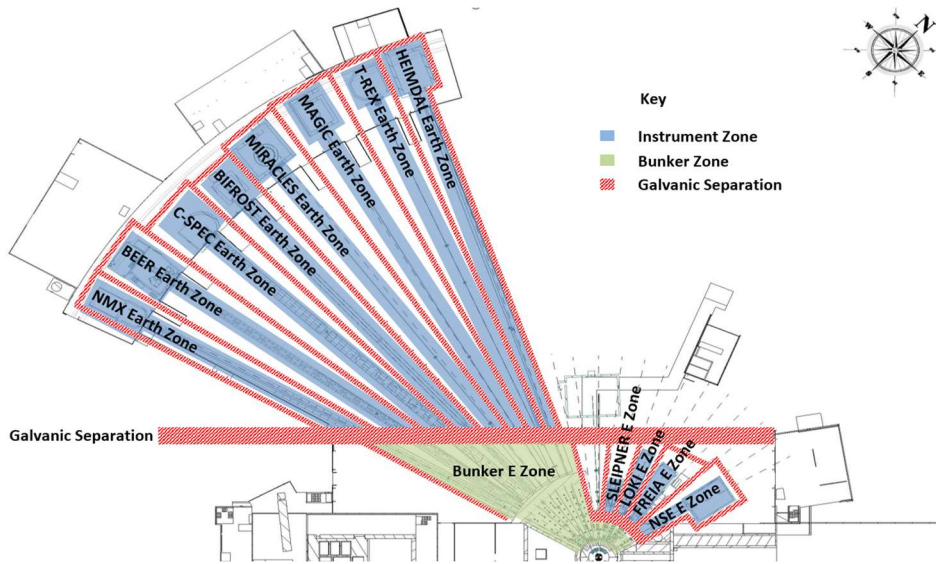 N
HEIMDAL Earth Zone
T-REX Earth Zone
MAGIC Earth Zone
MIRACLES Earth Zone
BIFROST Earth Zone
C-SPEC Earth Zone
BEER Earth Zone
NMX Earth Zone
Key
Instrument Zone
Bunker Zone
Galvanic Separation
Galvanic Separation
Bunker E Zone
SLEIPNER E Zone
LOKI E Zone
FREIA E Zone
NSE E Zone